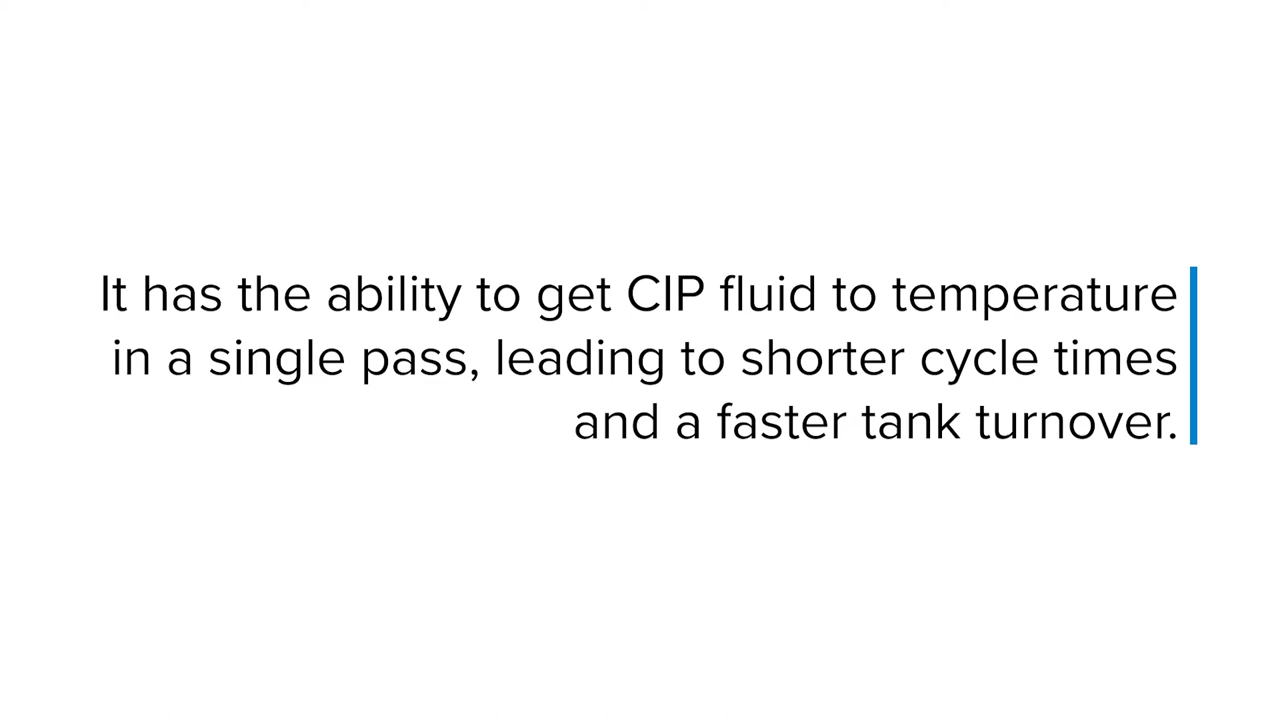 It has the ability to get CIP fluid to temperature
in a single pass, leading to shorter cycle times
and a faster tank turnover.